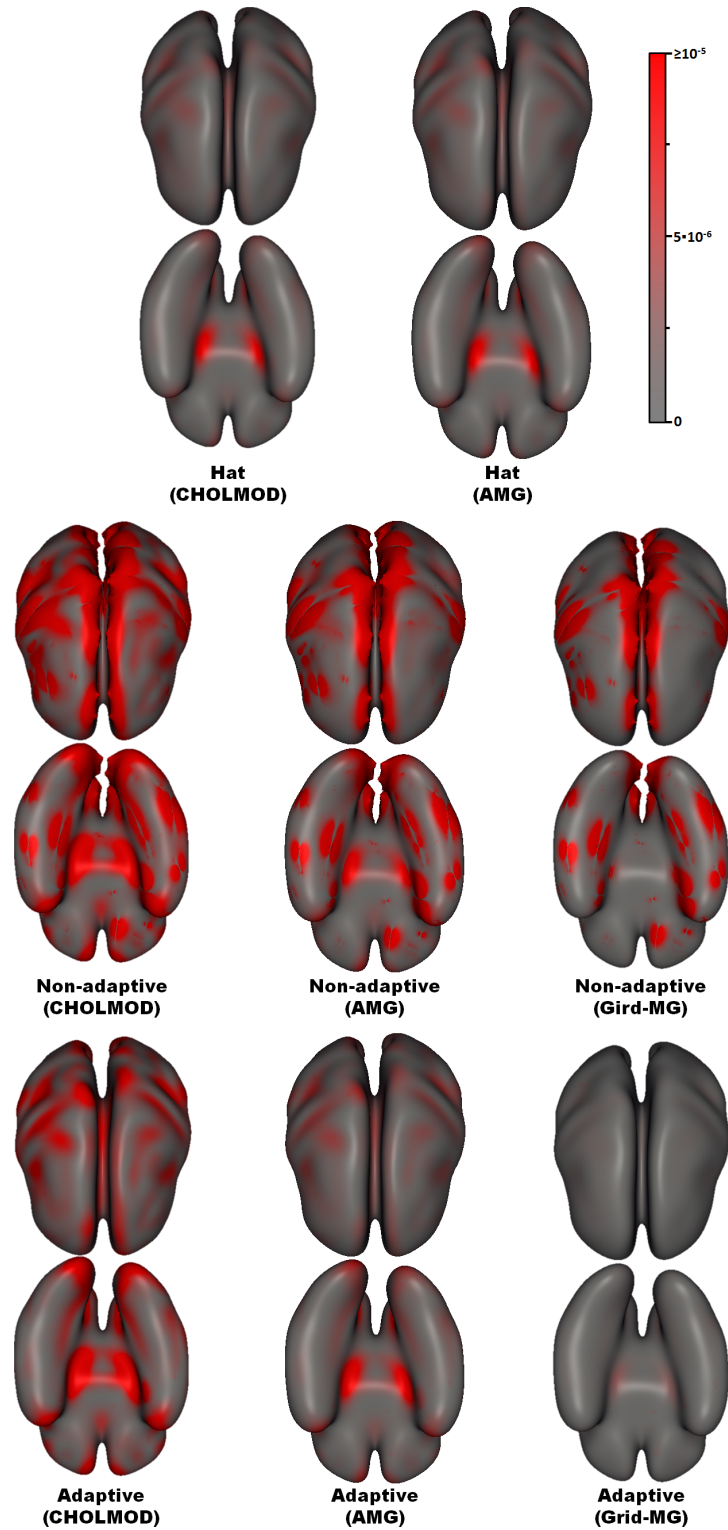 ≥10⁻⁵
5▪10⁻⁶
0
Hat
(CHOLMOD)
Hat
(AMG)
Non-adaptive
(CHOLMOD)
Non-adaptive
(AMG)
Non-adaptive
(Gird-MG)
Adaptive
(CHOLMOD)
Adaptive
(AMG)
Adaptive
(Grid-MG)